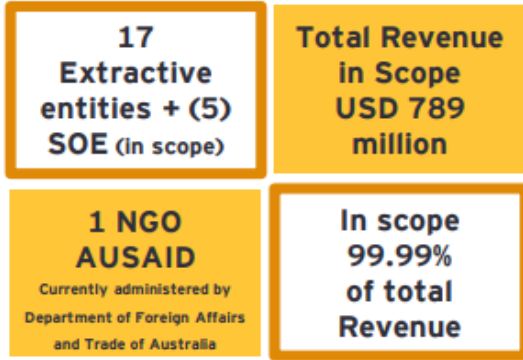 17
Extractive
entities + (5)
SOE (in scope)
Total Revenue
in Scope
USD 789
million
1 NGO
AUSAID
Currently administered by
Department of Foreign Affairs
and Trade of Australia
In scope
99.99%
of total
Revenue